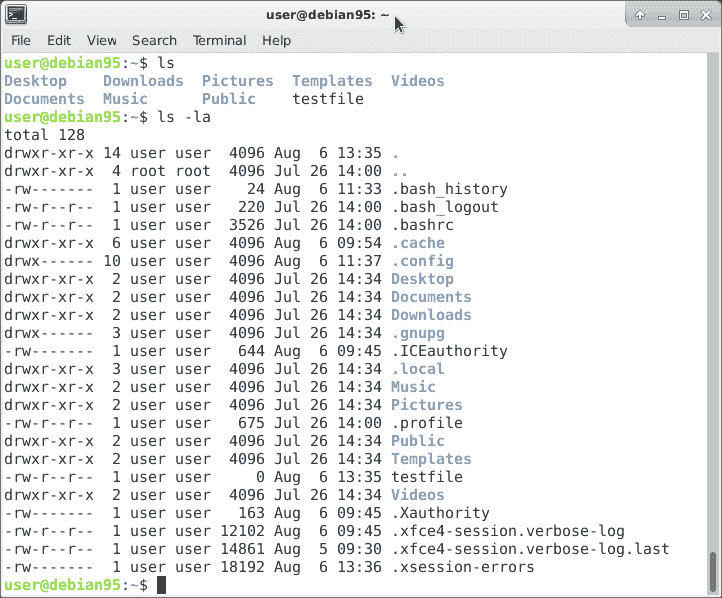 user@debian95: ~
File Edit View Search Terminal Help
user@debian95:~$ ls
Desktop    Downloads  Pictures  Templates  Videos
Documents  Music      Public    testfile
user@debian95:~$ ls -la
total 128
drwxr-xr-x 14 user user  4096 Aug  6 13:35 .
drwxr-xr-x  4 root root  4096 Jul 26 14:00 ..
-rw-------  1 user user    24 Aug  6 11:33 .bash_history
-rw-r--r--  1 user user   220 Jul 26 14:00 .bash_logout
-rw-r--r--  1 user user  3526 Jul 26 14:00 .bashrc
drwxr-xr-x  6 user user  4096 Aug  6 09:54 .cache
drwx------ 10 user user  4096 Aug  6 11:37 .config
drwxr-xr-x  2 user user  4096 Jul 26 14:34 Desktop
drwxr-xr-x  2 user user  4096 Jul 26 14:34 Documents
drwxr-xr-x  2 user user  4096 Jul 26 14:34 Downloads
drwx------  3 user user  4096 Jul 26 14:34 .gnupg
-rw-------  1 user user   644 Aug  6 09:45 .ICEauthority
drwxr-xr-x  3 user user  4096 Jul 26 14:34 .local
drwxr-xr-x  2 user user  4096 Jul 26 14:34 Music
drwxr-xr-x  2 user user  4096 Jul 26 14:34 Pictures
-rw-r--r--  1 user user   675 Jul 26 14:00 .profile
drwxr-xr-x  2 user user  4096 Jul 26 14:34 Public
drwxr-xr-x  2 user user  4096 Jul 26 14:34 Templates
-rw-r--r--  1 user user     0 Aug  6 13:35 testfile
drwxr-xr-x  2 user user  4096 Jul 26 14:34 Videos
-rw-------  1 user user   163 Aug  6 09:45 .Xauthority
-rw-r--r--  1 user user 12102 Aug  6 09:45 .xfce4-session.verbose-log
-rw-r--r--  1 user user 14861 Aug  5 09:30 .xfce4-session.verbose-log.last
-rw-------  1 user user 18192 Aug  6 13:36 .xsession-errors
user@debian95:~$